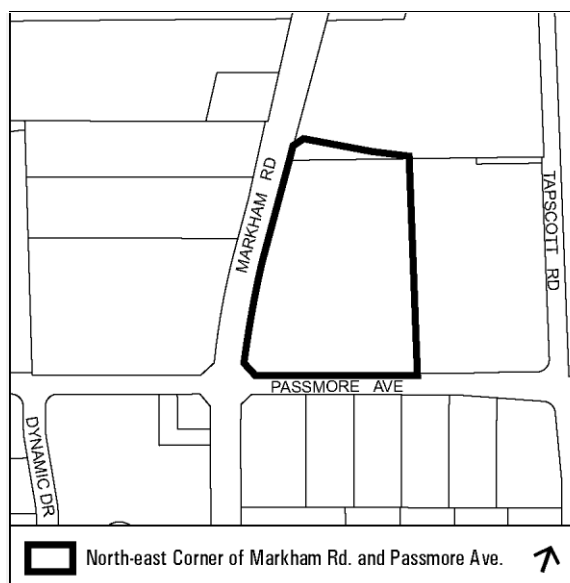 MARKHAM RD
TAPSCOTT RD
PASSMORE AVE
DYNAMIC DR
North-east Corner of Markham Rd. and Passmore Ave.